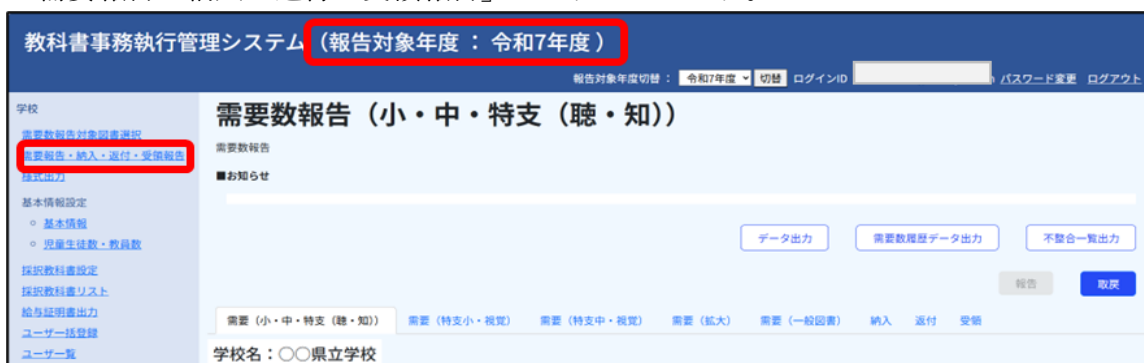 教科書事務執行管理システム（報告対象年度 ： 令和7年度 ）
報告対象年度切替： 令和7年度 切替 ログインID パスワード変更 ログアウト
学校
需要数報告対象図書選択
需要報告・納入・返付・受領報告
様式出力
基本情報設定
基本情報
児童生徒数・教員数
採択教科書設定
採択教科書リスト
給与証明書出力
ユーザー一括登録
ユーザ一覧
需要数報告（小・中・特支（聴・知））
需要数報告
■お知らせ
データ出力 需要数履歴データ出力 不整合一覧出力
報告 取戻
需要（小・中・特支（聴・知）） 需要（特支小・視覚） 需要（特支中・視覚） 需要（拡大） 需要（一般図書） 納入 返付 受領
学校名：○○県立学校